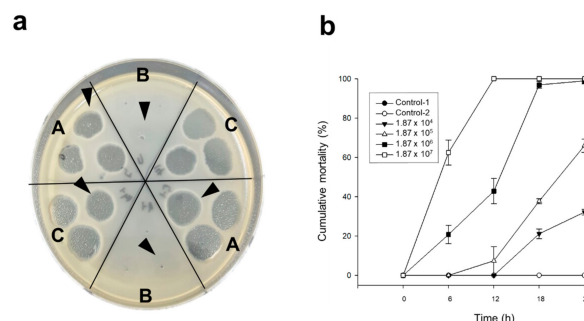 a
b
B
A
C
C
A
B
Cumulative mortality (%)
100
80
60
40
20
0
Control-1
Control-2
1.87 x 10⁴
1.87 x 10⁵
1.87 x 10⁶
1.87 x 10⁷
0 6 12 18
Time (h)